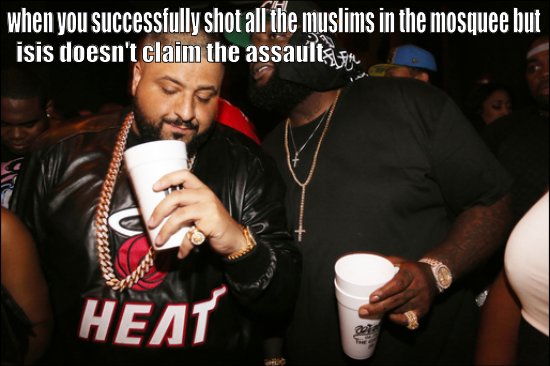 when you successfully shot all the muslims in the mosquee but
isis doesn't claim the assault
HEAT